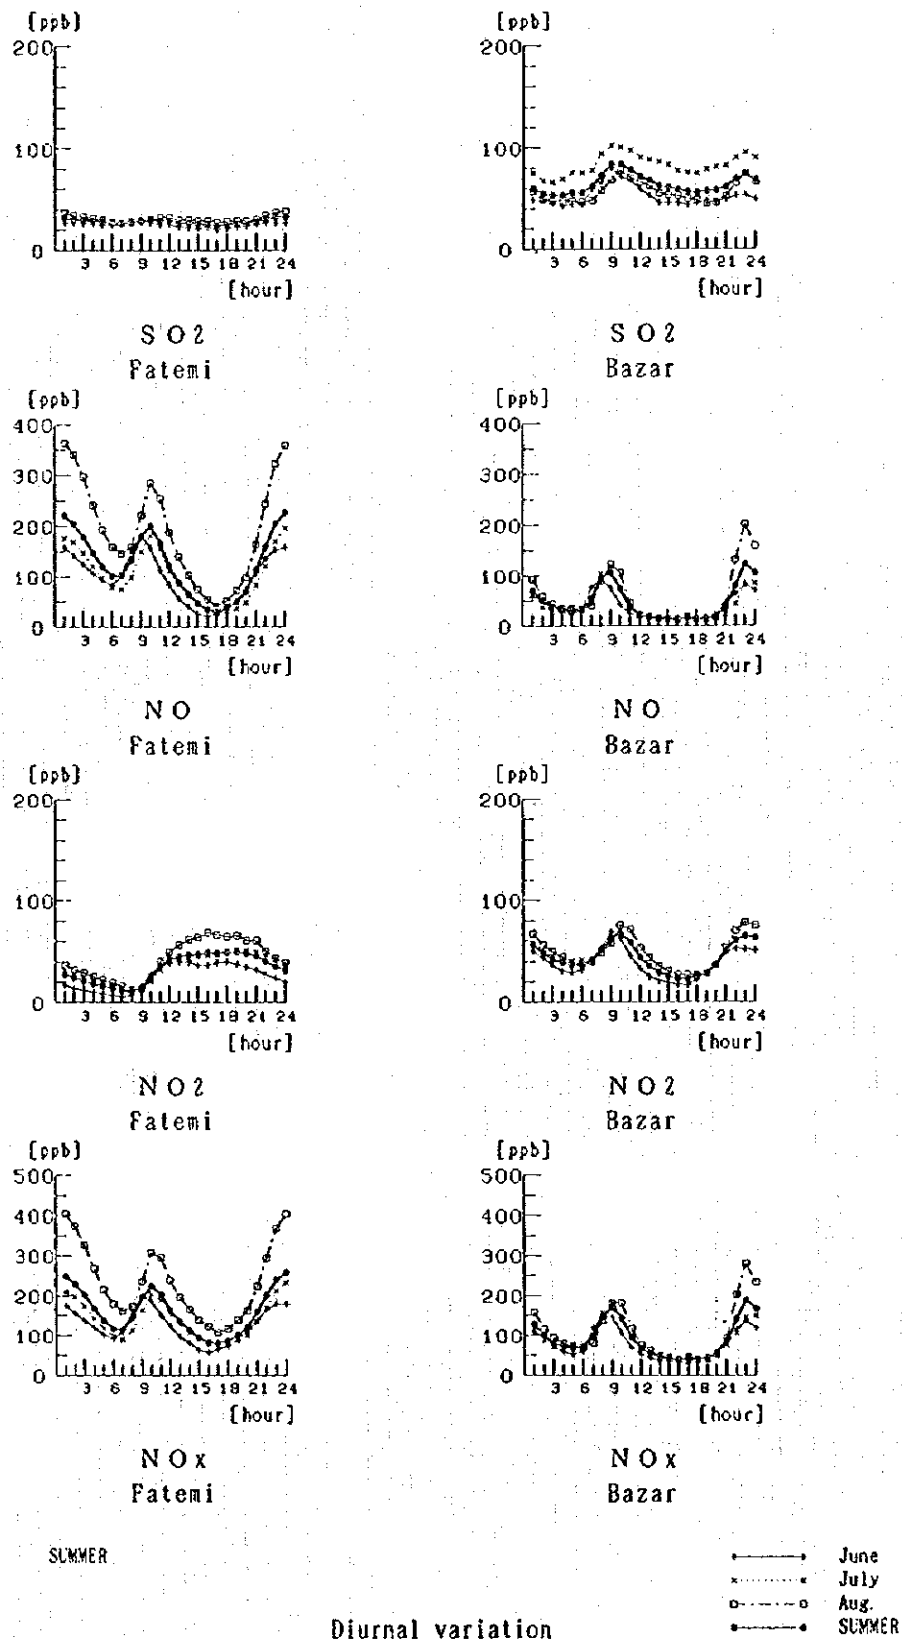 [ppb] [ppb]
200 200
100 100
0 0
3 6 9 12 15 18 21 24 3 6 9 12 15 18 21 24
[hour] [hour]
SO2 SO2
Fatemi Bazar
[ppb] [ppb]
400 400
300 300
200 200
100 100
0 0
3 6 9 12 15 18 21 24 3 6 9 12 15 18 21 24
[hour] [hour]
NO NO
Fatemi Bazar
[ppb] [ppb]
200 200
100 100
0 0
3 6 9 12 15 18 21 24 3 6 9 12 15 18 21 24
[hour] [hour]
NO2 NO2
Fatemi Bazar
[ppb] [ppb]
500 500
400 400
300 300
200 200
100 100
0 0
3 6 9 12 15 18 21 24 3 6 9 12 15 18 21 24
[hour] [hour]
NOx NOx
Fatemi Bazar
SUMMER
June
July
Aug.
SUMMER
Diurnal variation